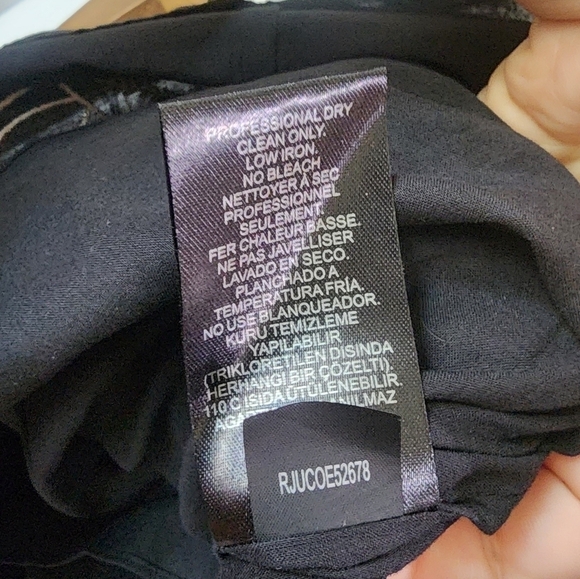 PROFESSIONAL DRY
CLEAN ONLY.
LOW IRON.
NO BLEACH
NETTOYER À SEC
PROFESSIONNEL
SEULEMENT.
FER CHALEUR BASSE.
NE PAS JAVELLISER
LAVADO EN SECO.
PLANCHADO A
TEMPERATURA FRÍA.
NO USE BLANQUEADOR.
KURU TEMIZLEME
YAPILABILIR
(TRIKLORETILEN DISINDA
HERHANGI BIR COZELTI).
110 C ISIDA UTULENEBILIR.
RJUCOE52678